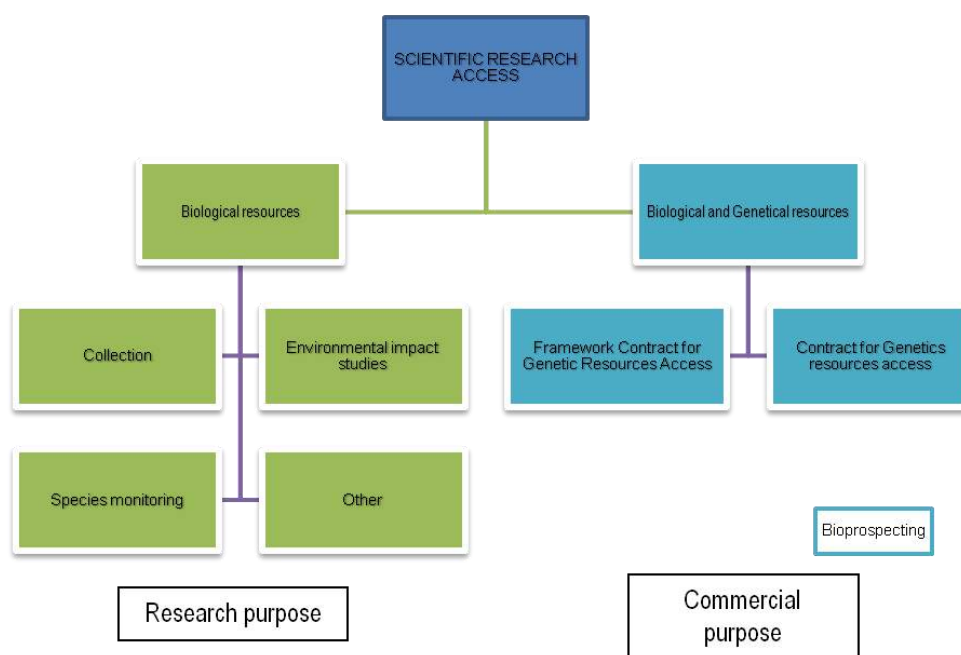 SCIENTIFIC RESEARCH
ACCESS
Biological resources
Biological and Genetical resources
Collection
Environmental impact
studies
Framework Contract for
Genetic Resources Access
Contract for Genetics
resources access
Species monitoring
Other
Bioprospecting
Research purpose
Commercial
purpose